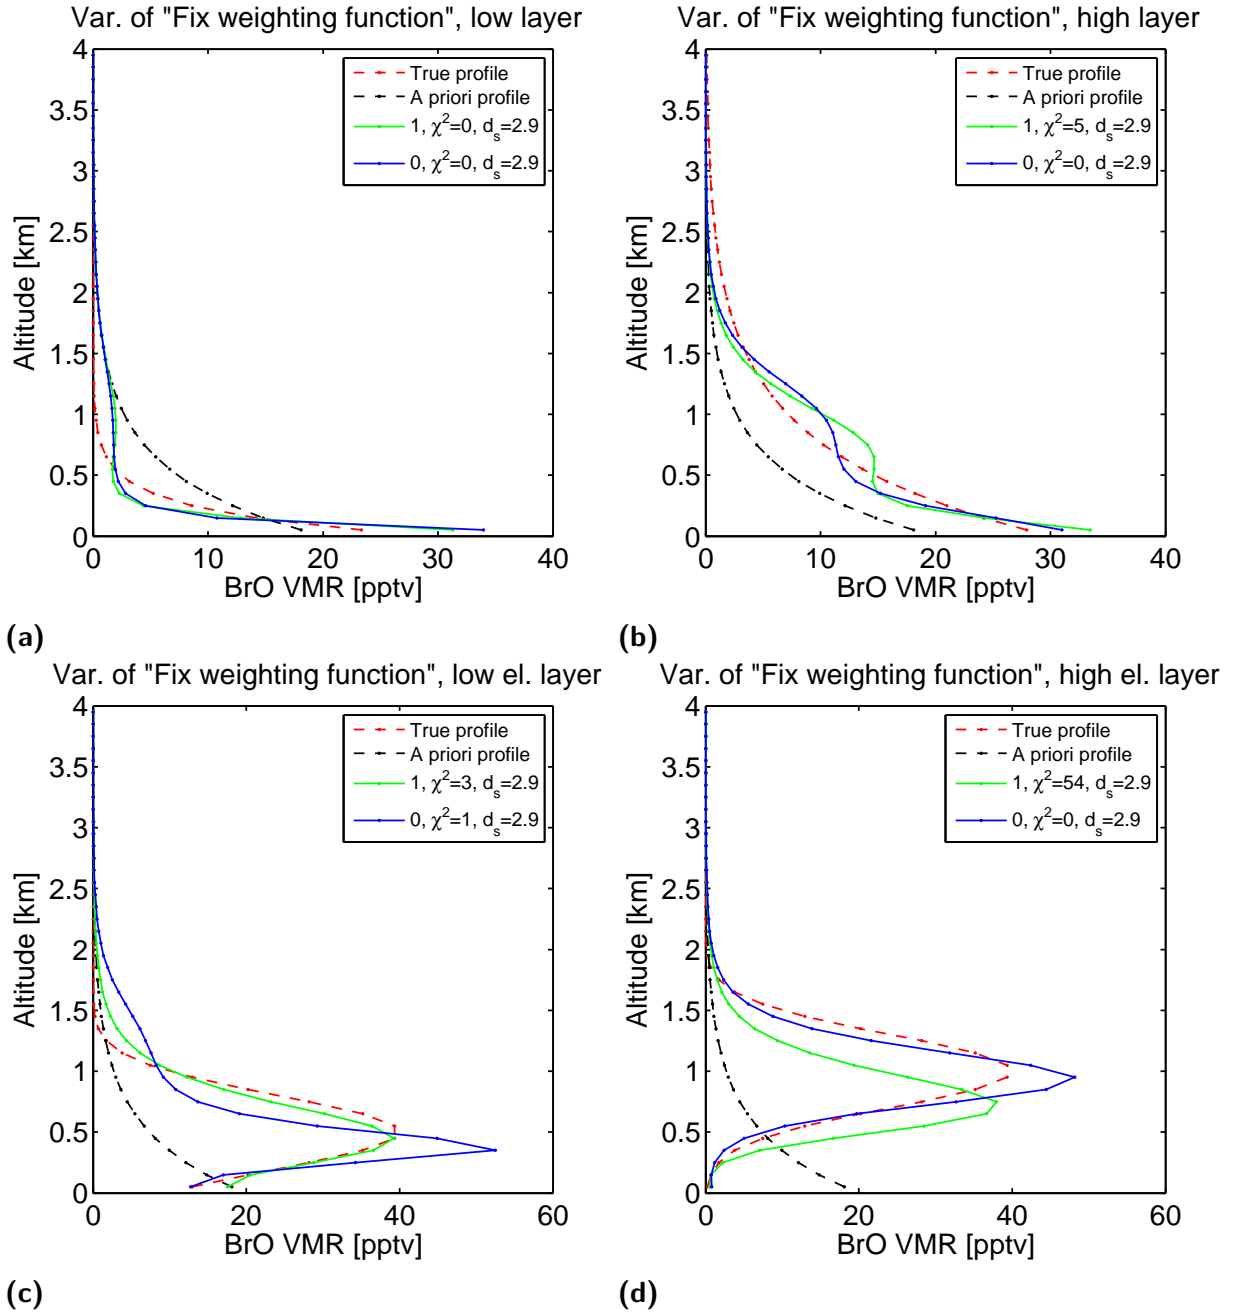 Var. of "Fix weighting function", low layer
4
3.5
3
2.5
2
1.5
1
0.5
0
Altitude [km]
True profile
A priori profile
1, χ²=0, d_s=2.9
0, χ²=0, d_s=2.9
0 10 20 30 40
BrO VMR [pptv]
(a)
Var. of "Fix weighting function", high layer
4
3.5
3
2.5
2
1.5
1
0.5
0
Altitude [km]
True profile
A priori profile
1, χ²=5, d_s=2.9
0, χ²=0, d_s=2.9
0 10 20 30 40
BrO VMR [pptv]
(b)
Var. of "Fix weighting function", low el. layer
4
3.5
3
2.5
2
1.5
1
0.5
0
Altitude [km]
True profile
A priori profile
1, χ²=3, d_s=2.9
0, χ²=1, d_s=2.9
0 20 40 60
BrO VMR [pptv]
(c)
Var. of "Fix weighting function", high el. layer
4
3.5
3
2.5
2
1.5
1
0.5
0
Altitude [km]
True profile
A priori profile
1, χ²=54, d_s=2.9
0, χ²=0, d_s=2.9
0 20 40 60
BrO VMR [pptv]
(d)